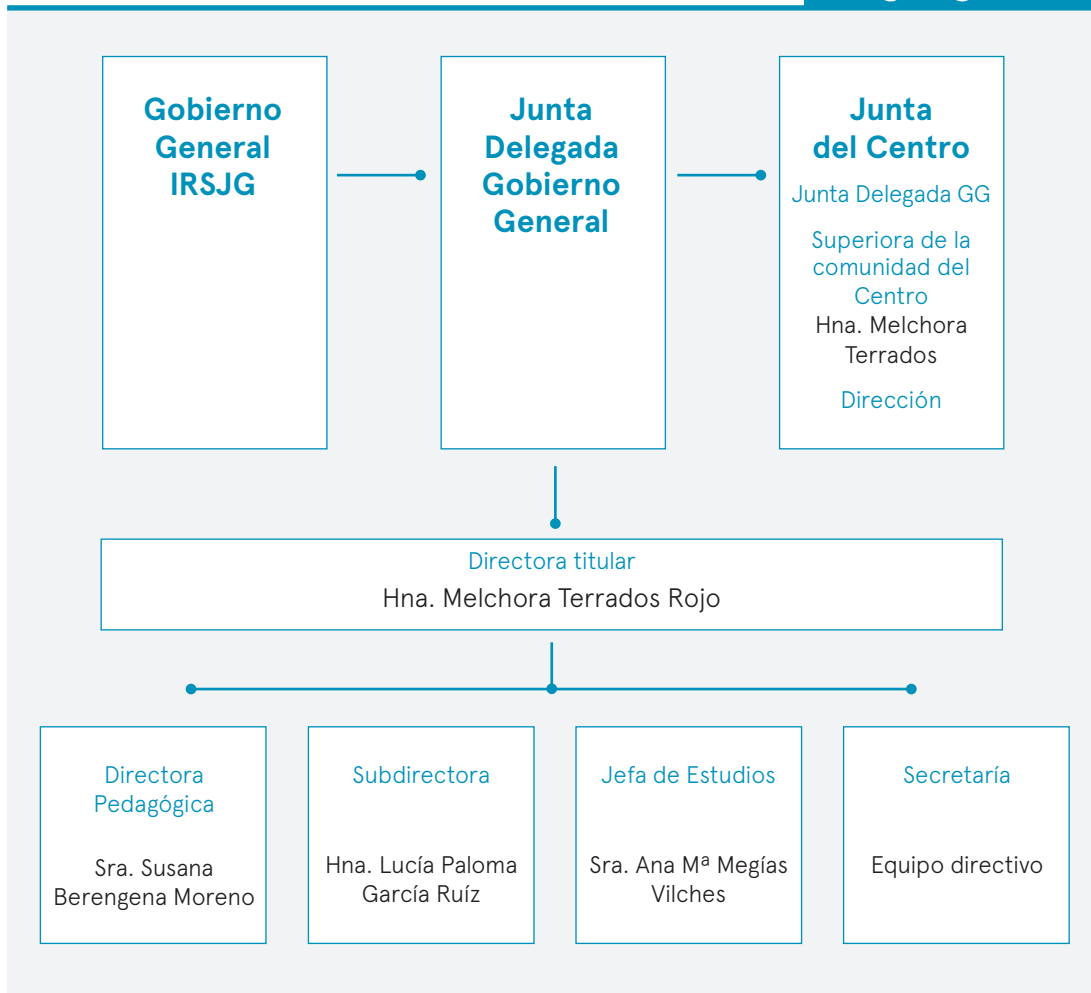 Gobierno
General
IRSJG
Junta
Delegada
Gobierno
General
Junta
del Centro
Junta Delegada GG
Superiora de la
comunidad del
Centro
Hna. Melchora
Terrados
Dirección
Directora titular
Hna. Melchora Terrados Rojo
Directora
Pedagógica
Sra. Susana
Berengena Moreno
Subdirectora
Hna. Lucía Paloma
García Ruíz
Jefa de Estudios
Sra. Ana Mª Megías
Vilches
Secretaría
Equipo directivo